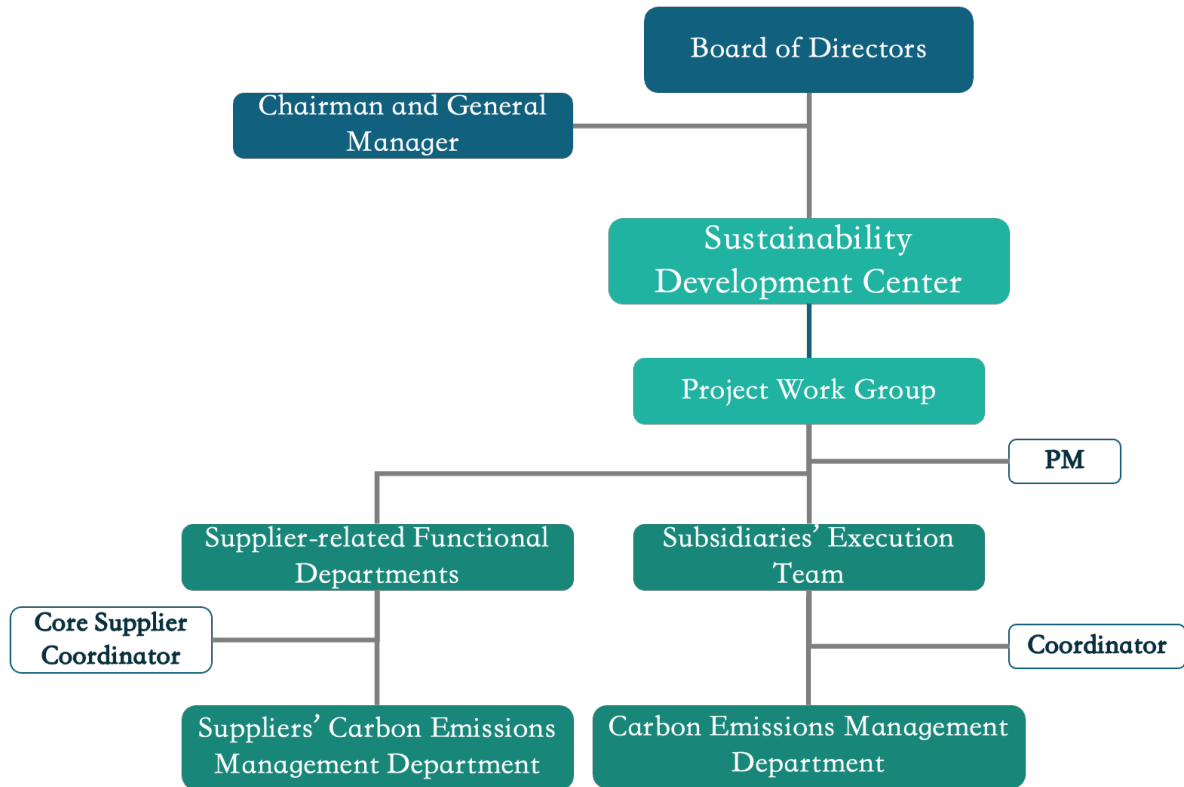 Board of Directors
Chairman and General
Manager
Sustainability
Development Center
Project Work Group
PM
Supplier-related Functional
Departments
Subsidiaries’ Execution
Team
Core Supplier
Coordinator
Coordinator
Suppliers’ Carbon Emissions
Management Department
Carbon Emissions Management
Department